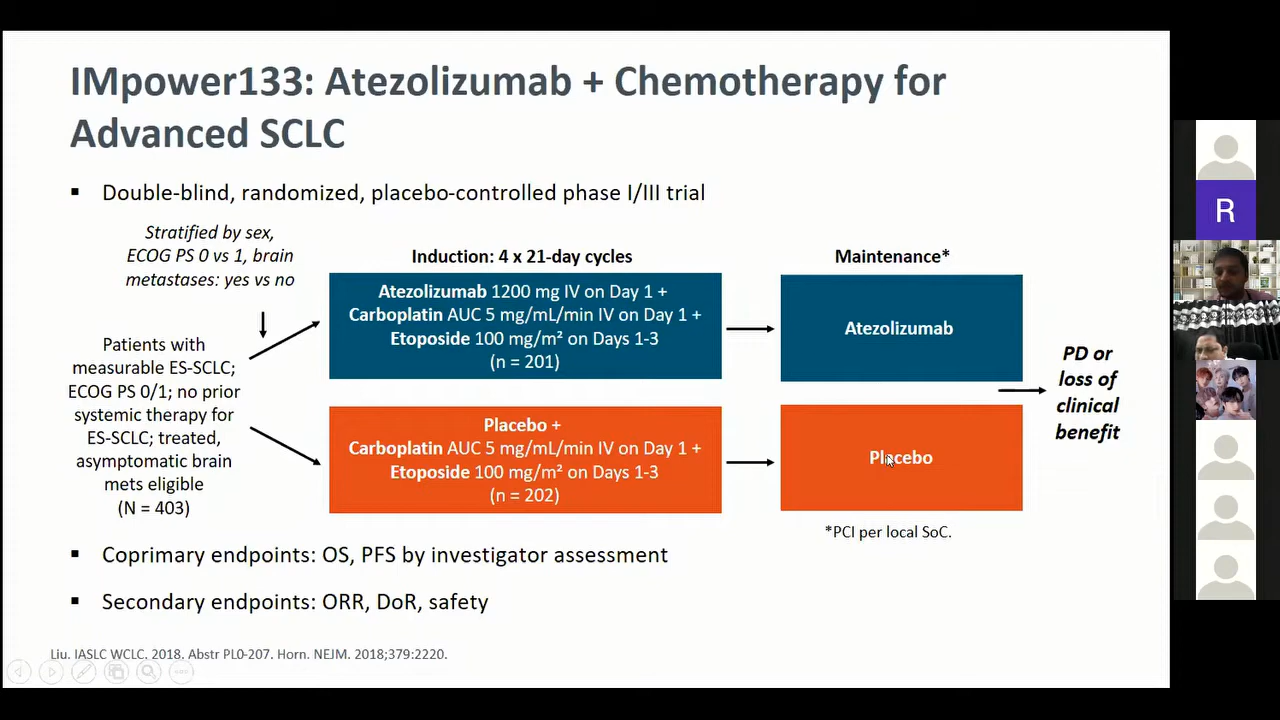 IMpower133: Atezolizumab + Chemotherapy for
Advanced SCLC
▪ Double-blind, randomized, placebo-controlled phase I/III trial
Stratified by sex,
ECOG PS 0 vs 1, brain
metastases: yes vs no
Patients with
measurable ES-SCLC;
ECOG PS 0/1; no prior
systemic therapy for
ES-SCLC; treated,
asymptomatic brain
mets eligible
(N = 403)
Induction: 4 x 21-day cycles
Atezolizumab 1200 mg IV on Day 1 +
Carboplatin AUC 5 mg/mL/min IV on Day 1 +
Etoposide 100 mg/m² on Days 1-3
(n = 201)
Placebo +
Carboplatin AUC 5 mg/mL/min IV on Day 1 +
Etoposide 100 mg/m² on Days 1-3
(n = 202)
Maintenance*
Atezolizumab
Placebo
*PCI per local SoC.
PD or
loss of
clinical
benefit
▪ Coprimary endpoints: OS, PFS by investigator assessment
▪ Secondary endpoints: ORR, DoR, safety
Liu. IASLC WCLC. 2018. Abstr PL0-207. Horn. NEJM. 2018;379:2220.
R